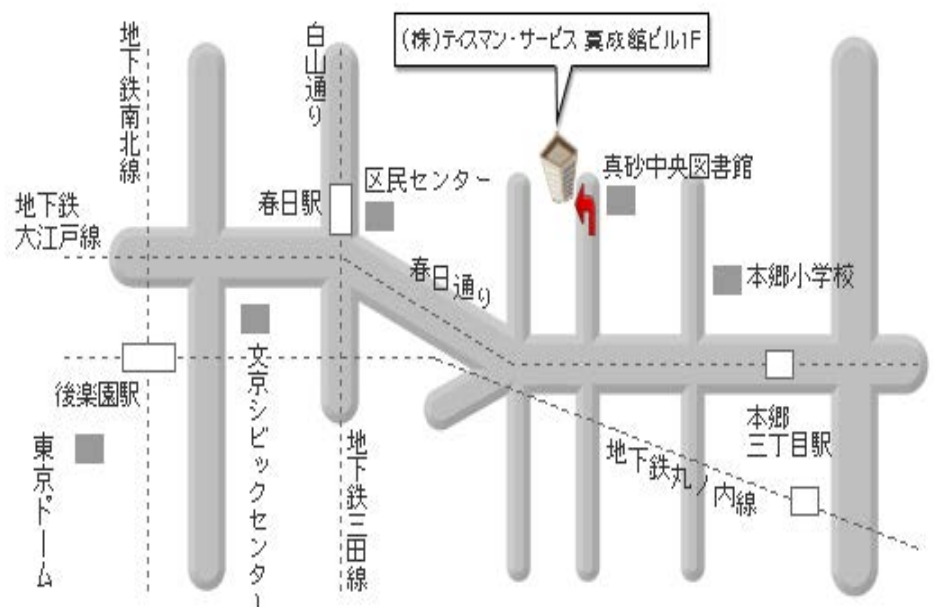 (株)テイスマン・サービス 真成館ビル1F
地下鉄南北線
白山通り
真砂中央図書館
区民センター
春日駅
地下鉄
大江戸線
春日通り
本郷小学校
後楽園駅
文京シビックセンター
東京ドーム
地下鉄三田線
本郷
三丁目駅
地下鉄丸ノ内線